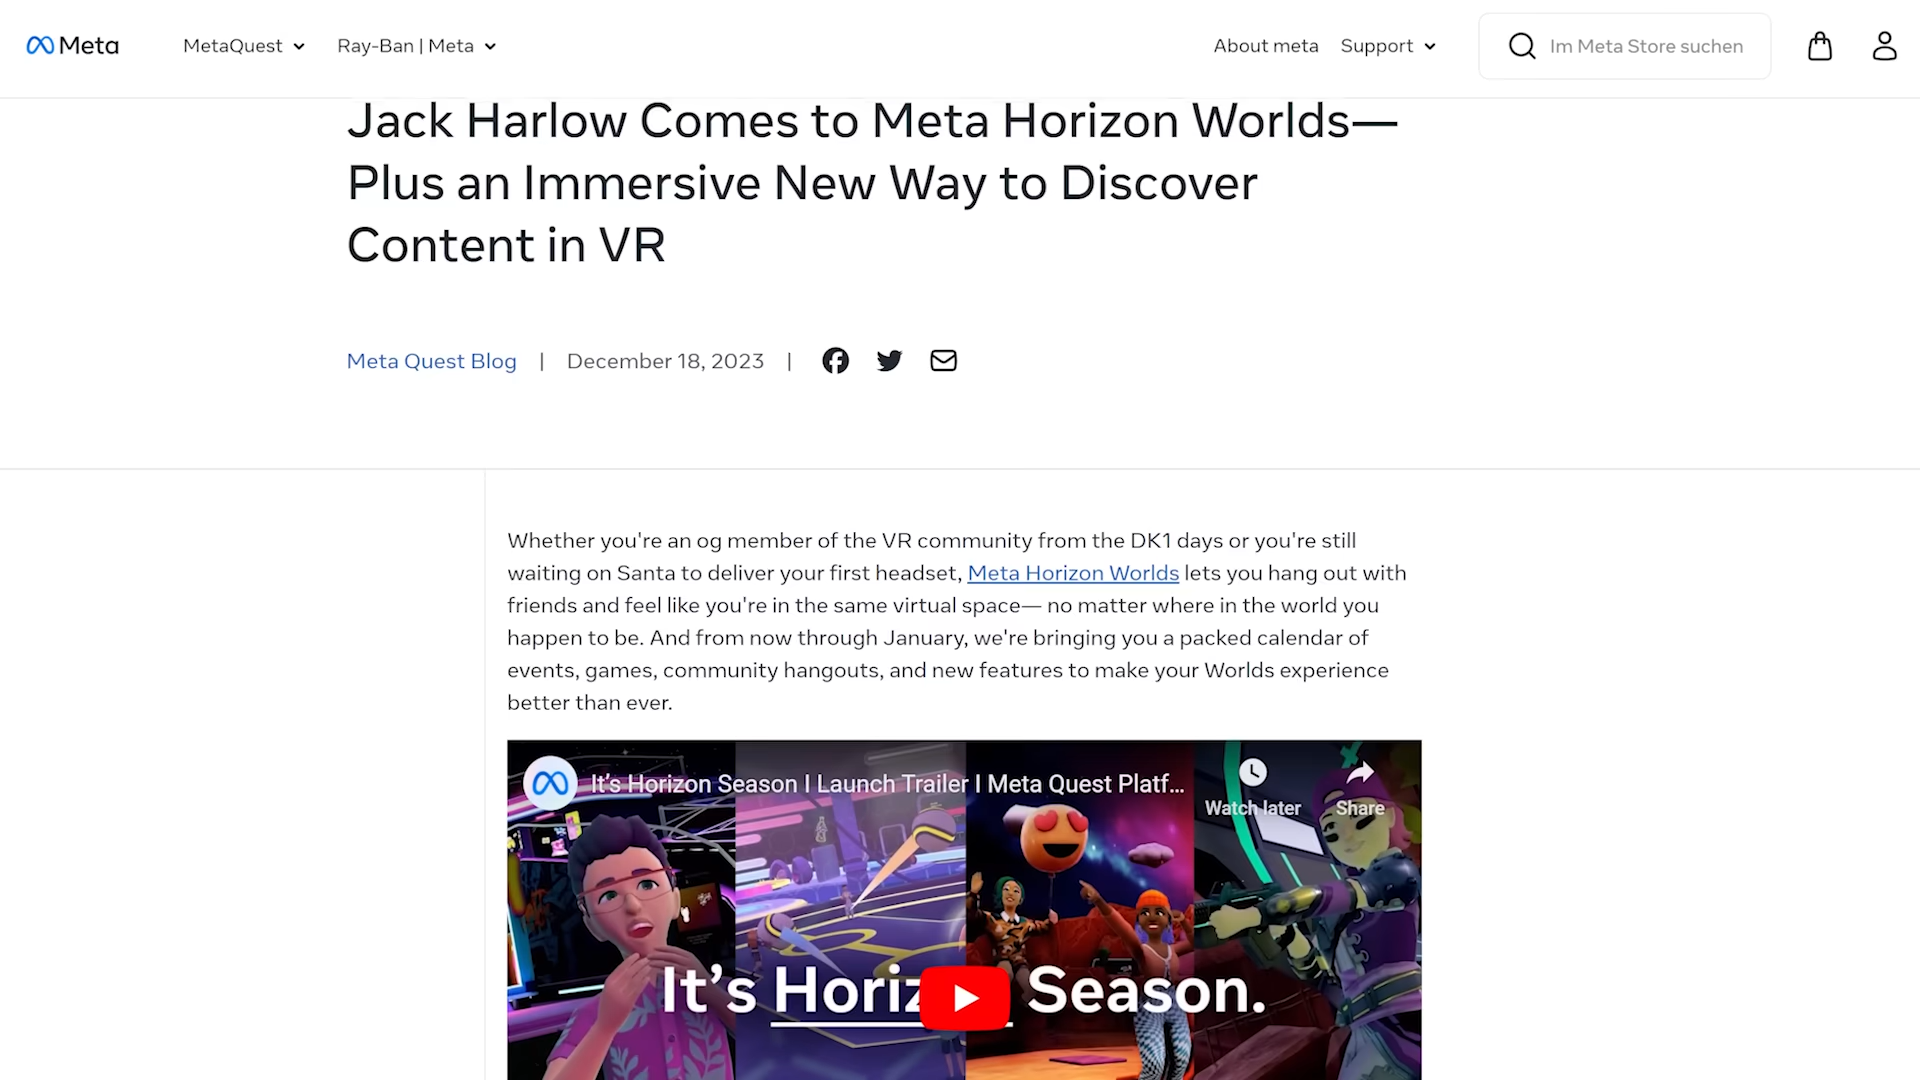 Meta
MetaQuest
Ray-Ban | Meta
About meta
Support
Im Meta Store suchen
Jack Harlow Comes to Meta Horizon Worlds—
Plus an Immersive New Way to Discover
Content in VR
Meta Quest Blog | December 18, 2023 |
Whether you're an og member of the VR community from the DK1 days or you're still
waiting on Santa to deliver your first headset, Meta Horizon Worlds lets you hang out with
friends and feel like you're in the same virtual space— no matter where in the world you
happen to be. And from now through January, we're bringing you a packed calendar of
events, games, community hangouts, and new features to make your Worlds experience
better than ever.
It's Horizon Season I Launch Trailer I Meta Quest Platf...
Watch later
Share
It's Horiz Season.